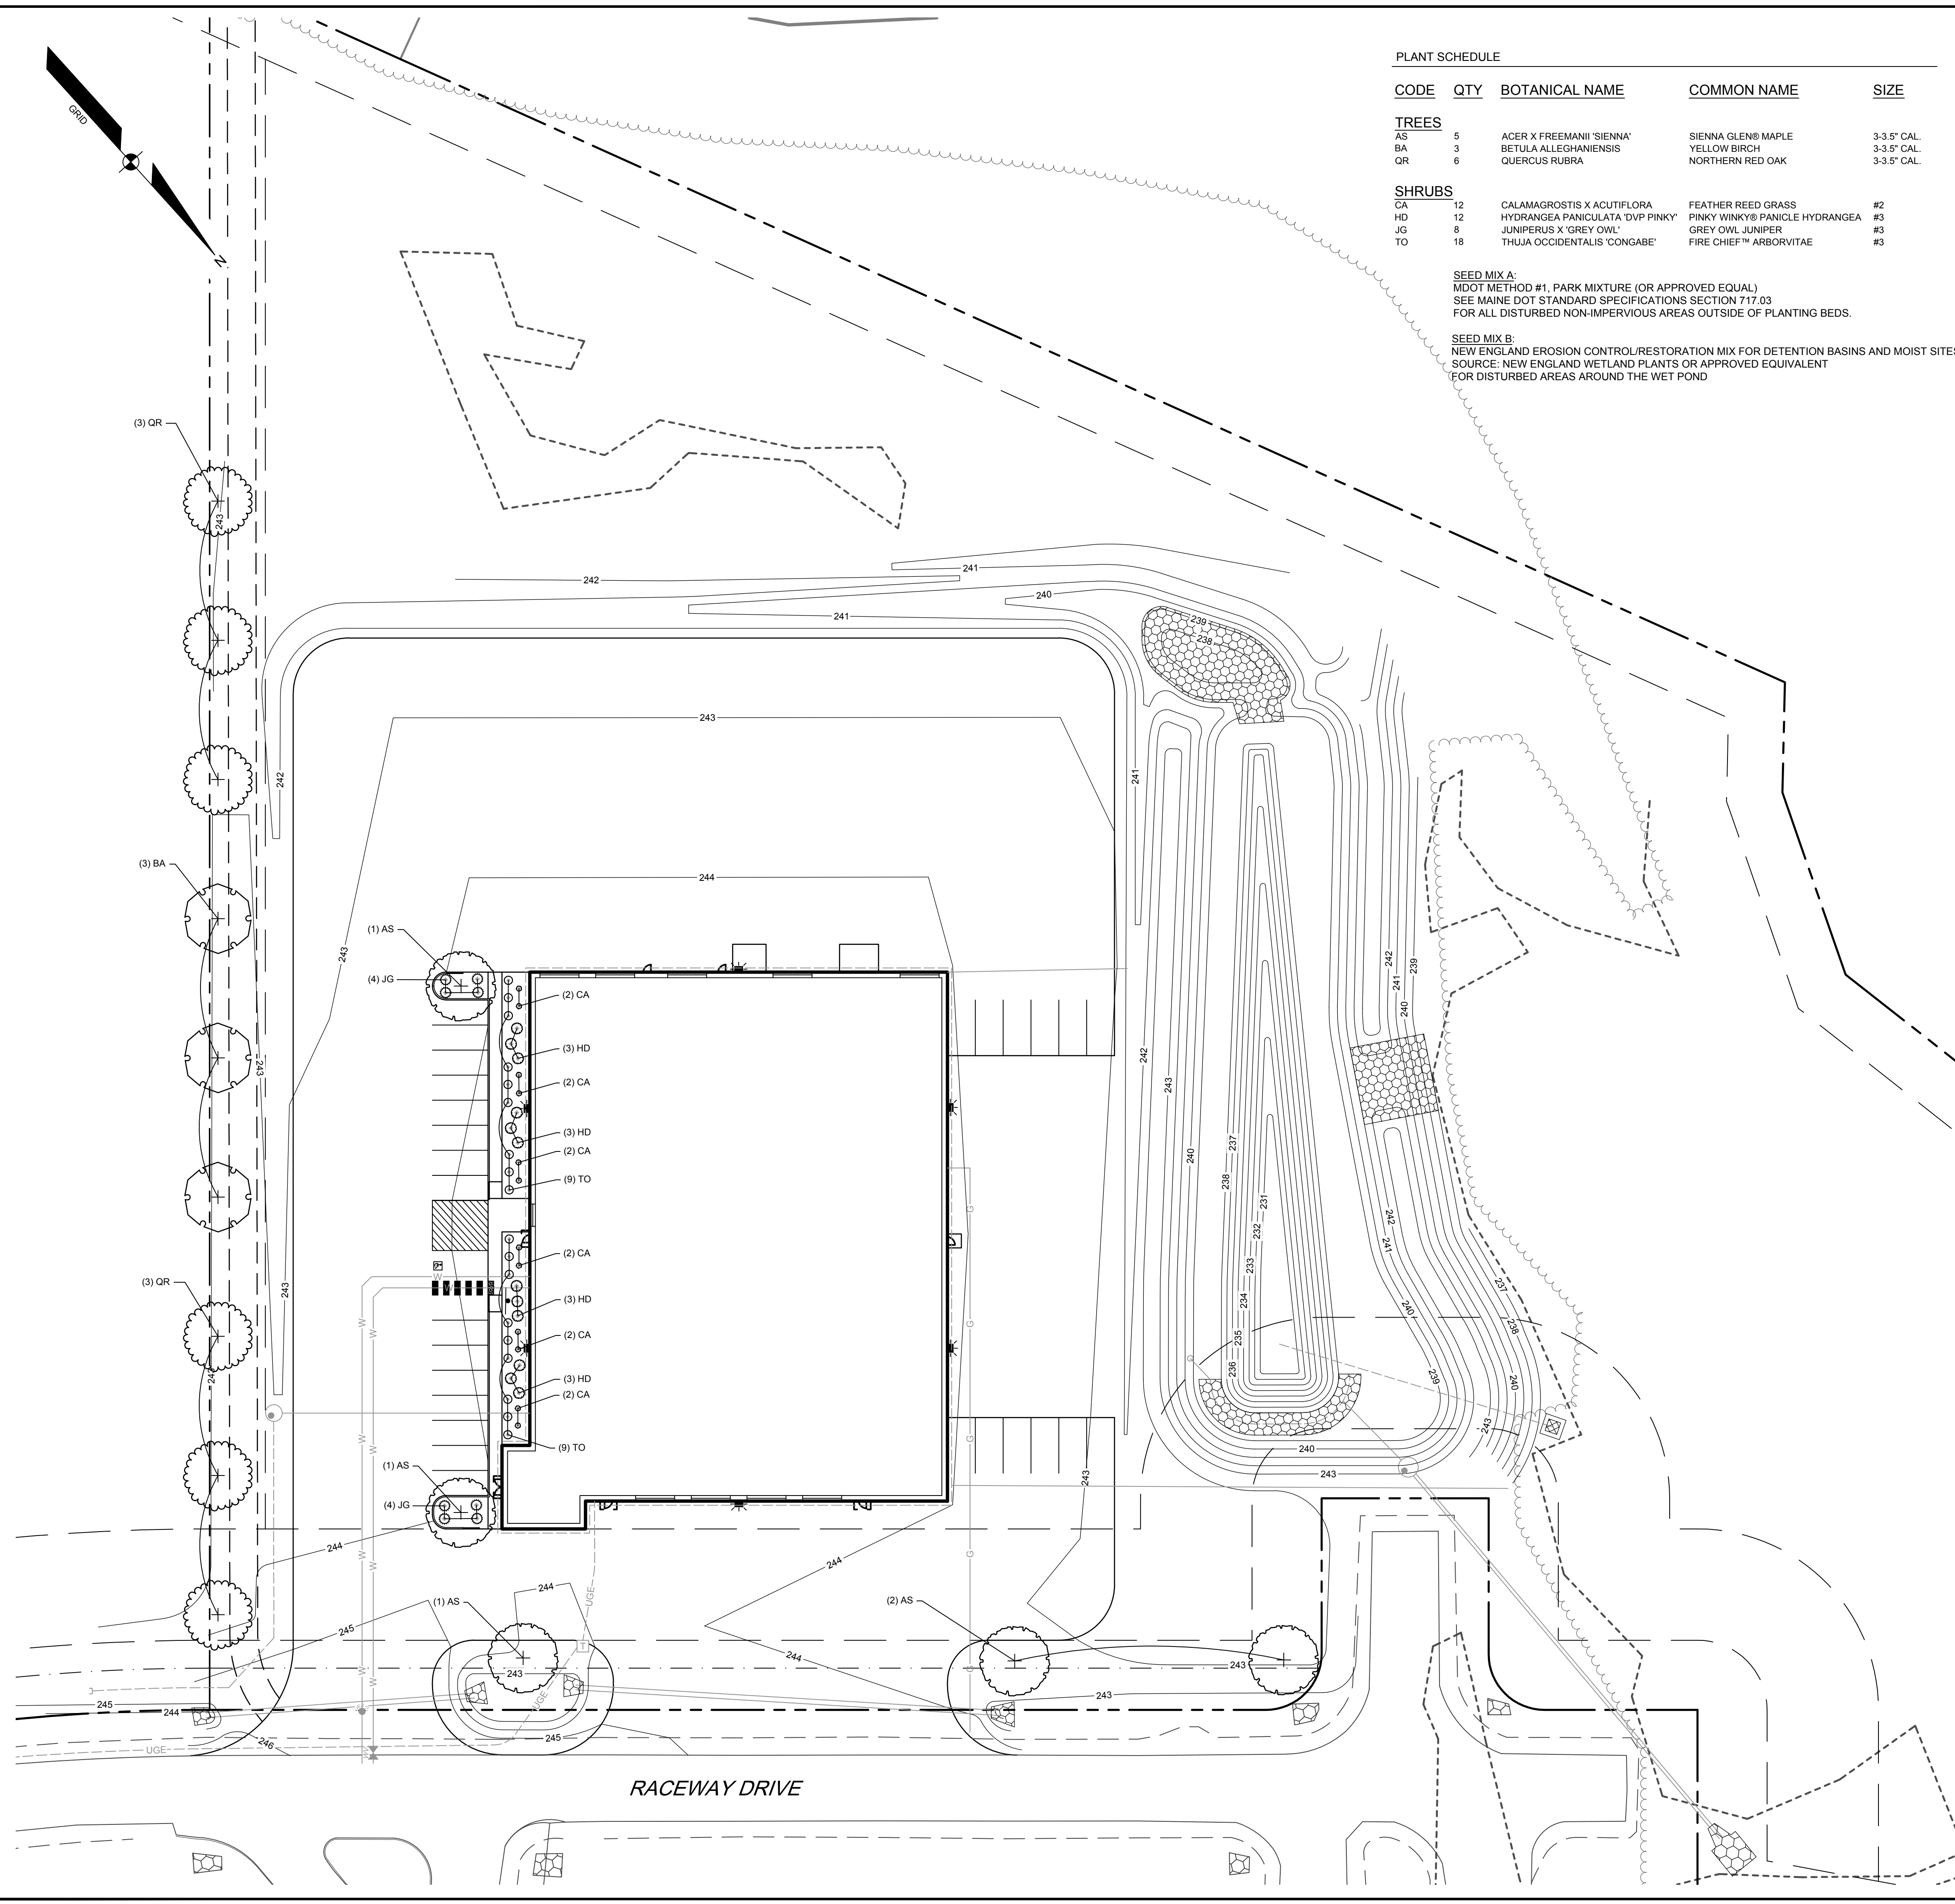 PLANT SCHEDULE
CODE QTY BOTANICAL NAME COMMON NAME SIZE
TREES
AS 5 ACER X FREEMANII 'SIENNA' SIENNA GLEN® MAPLE 3-3.5" CAL.
BA 3 BETULA ALLEGHANIENSIS YELLOW BIRCH 3-3.5" CAL.
QR 6 QUERCUS RUBRA NORTHERN RED OAK 3-3.5" CAL.
SHRUBS
CA 12 CALAMAGROSTIS X ACUTIFLORA FEATHER REED GRASS #2
HD 12 HYDRANGEA PANICULATA 'DVP PINKY' PINKY WINKY® PANICLE HYDRANGEA #3
JG 8 JUNIPERUS X 'GREY OWL' GREY OWL JUNIPER #3
TO 18 THUJA OCCIDENTALIS 'CONGABE' FIRE CHIEF™ ARBORVITAE #3
SEED MIX A:
MDOT METHOD #1, PARK MIXTURE (OR APPROVED EQUAL)
SEE MAINE DOT STANDARD SPECIFICATIONS SECTION 717.03
FOR ALL DISTURBED NON-IMPERVIOUS AREAS OUTSIDE OF PLANTING BEDS.
SEED MIX B:
NEW ENGLAND EROSION CONTROL/RESTORATION MIX FOR DETENTION BASINS AND MOIST SITES
SOURCE: NEW ENGLAND WETLAND PLANTS OR APPROVED EQUIVALENT
FOR DISTURBED AREAS AROUND THE WET POND
GRID
N
(3) QR
243
242
241
240
241
239
238
243
242
241
(3) BA
244
(1) AS
243
(4) JG
(2) CA
242
241
239
240
(3) HD
243
(2) CA
242
243
(3) HD
240
237
(2) CA
238
(9) TO
231
G
242
232
241
(2) CA
233
W
(3) QR
243
237
234
(3) HD
240
W
W
G
238
235
(2) CA
236
239
243
(3) HD
240
(2) CA
243
W
W
G
240
(9) TO
(1) AS
243
243
(4) JG
244
W
W
G
244
244
UGE
(1) AS
(2) AS
245
T
244
243
243
W
W
G
UGE
243
245
244
246
245
UGE
W
RACEWAY DRIVE